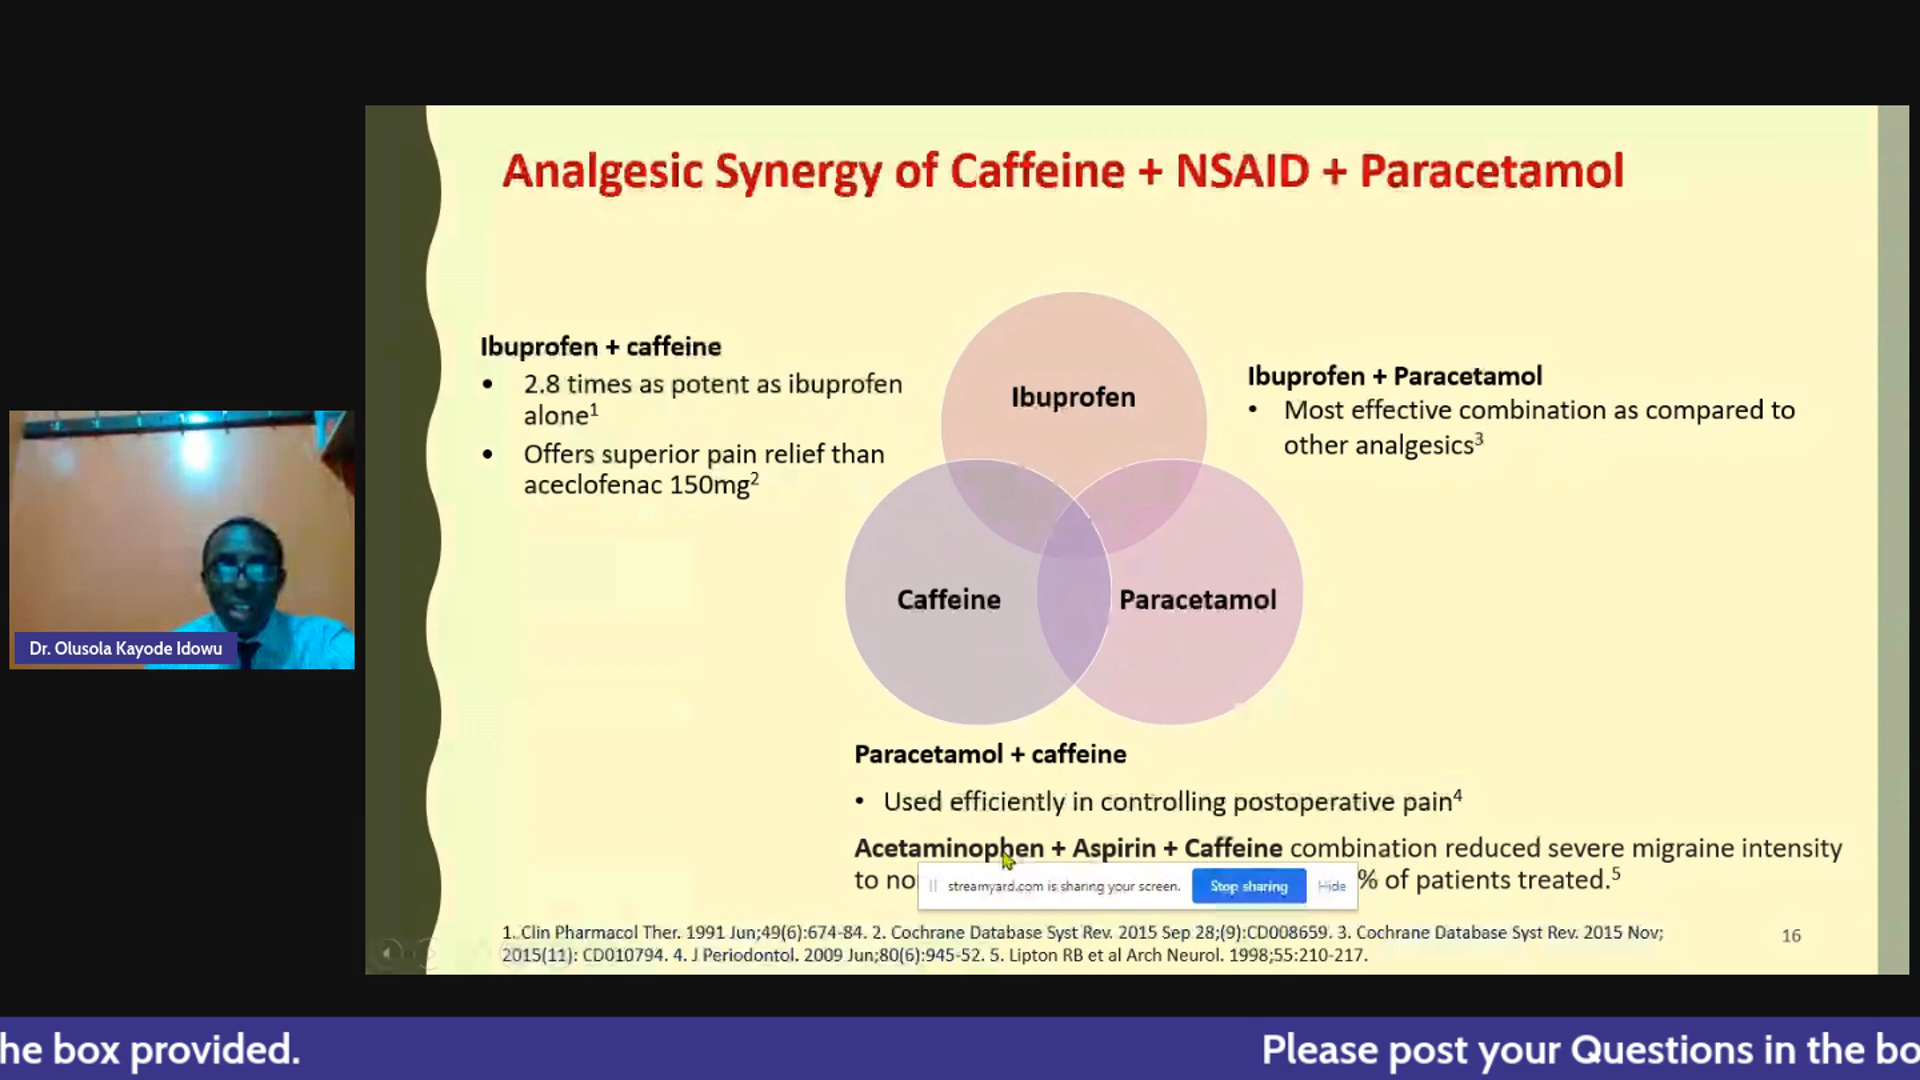 Analgesic Synergy of Caffeine + NSAID + Paracetamol
Ibuprofen + caffeine
• 2.8 times as potent as ibuprofen
alone1
• Offers superior pain relief than
aceclofenac 150mg2
Ibuprofen
Caffeine
Paracetamol
Ibuprofen + Paracetamol
• Most effective combination as compared to
other analgesics3
Paracetamol + caffeine
• Used efficiently in controlling postoperative pain4
Acetaminophen + Aspirin + Caffeine combination reduced severe migraine intensity
to no
% of patients treated.5
streamyard.com is sharing your screen. Stop sharing Hide
1. Clin Pharmacol Ther. 1991 Jun;49(6):674-84. 2. Cochrane Database Syst Rev. 2015 Sep 28;(9):CD008659. 3. Cochrane Database Syst Rev. 2015 Nov;
2015(11): CD010794. 4. J Periodontol. 2009 Jun;80(6):945-52. 5. Lipton RB et al Arch Neurol. 1998;55:210-217.
16
Dr. Olusola Kayode Idowu
he box provided.
Please post your Questions in the bo